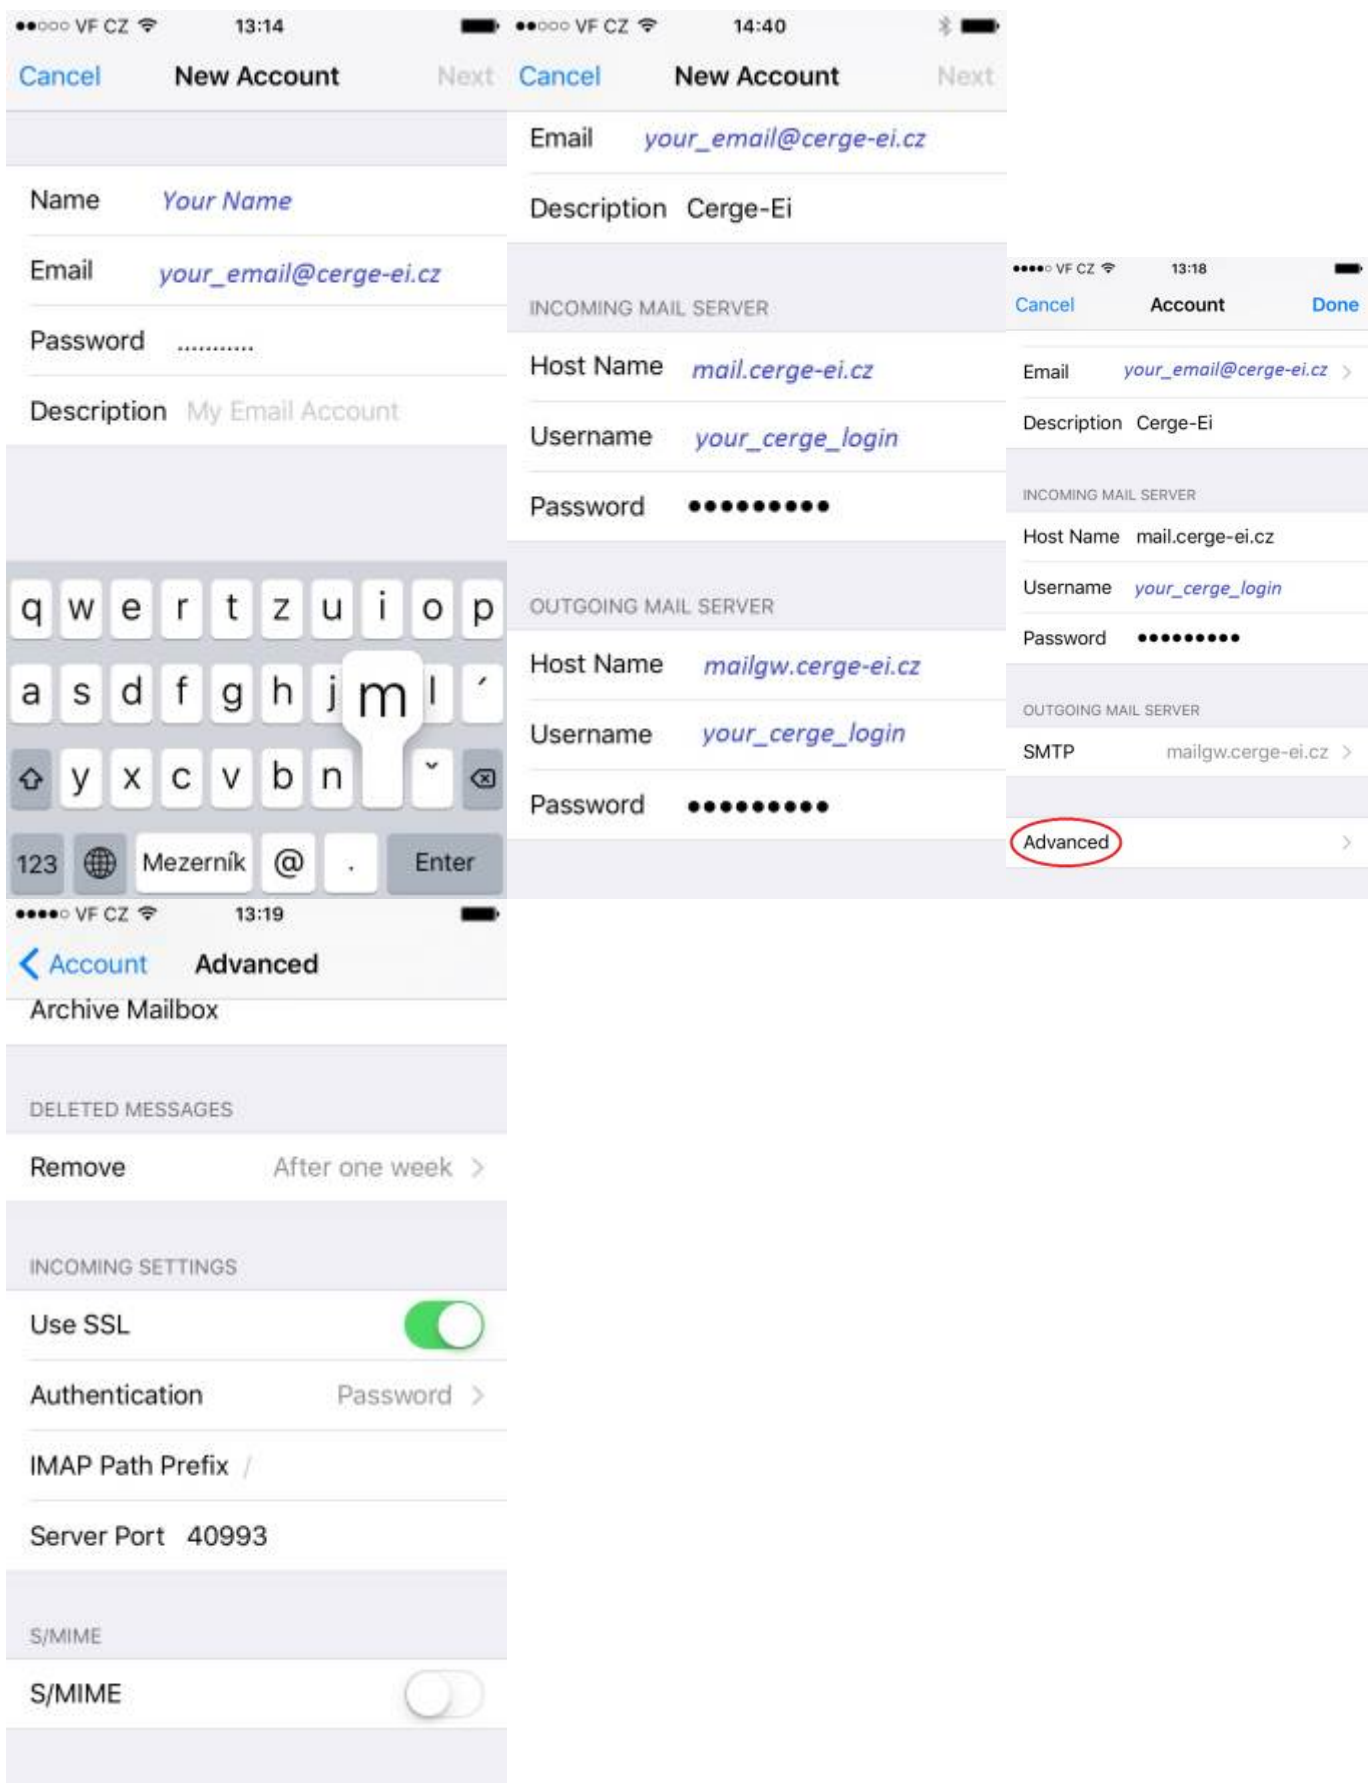 VF CZ 13:14
Cancel New Account Next
Name Your Name
Email your_email@cerge-ei.cz
Password ...........
Description My Email Account
q w e r t z u i o p
a s d f g h j m l ´
y x c v b n ˇ
123 Mezerník @ . Enter
VF CZ 14:40
Cancel New Account Next
Email your_email@cerge-ei.cz
Description Cerge-Ei
INCOMING MAIL SERVER
Host Name mail.cerge-ei.cz
Username your_cerge_login
Password ●●●●●●●●●
OUTGOING MAIL SERVER
Host Name mailgw.cerge-ei.cz
Username your_cerge_login
Password ●●●●●●●●●
VF CZ 13:18
Cancel Account Done
Email your_email@cerge-ei.cz >
Description Cerge-Ei
INCOMING MAIL SERVER
Host Name mail.cerge-ei.cz
Username your_cerge_login
Password ●●●●●●●●●
OUTGOING MAIL SERVER
SMTP mailgw.cerge-ei.cz >
Advanced >
VF CZ 13:19
< Account Advanced
Archive Mailbox
DELETED MESSAGES
Remove After one week >
INCOMING SETTINGS
Use SSL
Authentication Password >
IMAP Path Prefix /
Server Port 40993
S/MIME
S/MIME